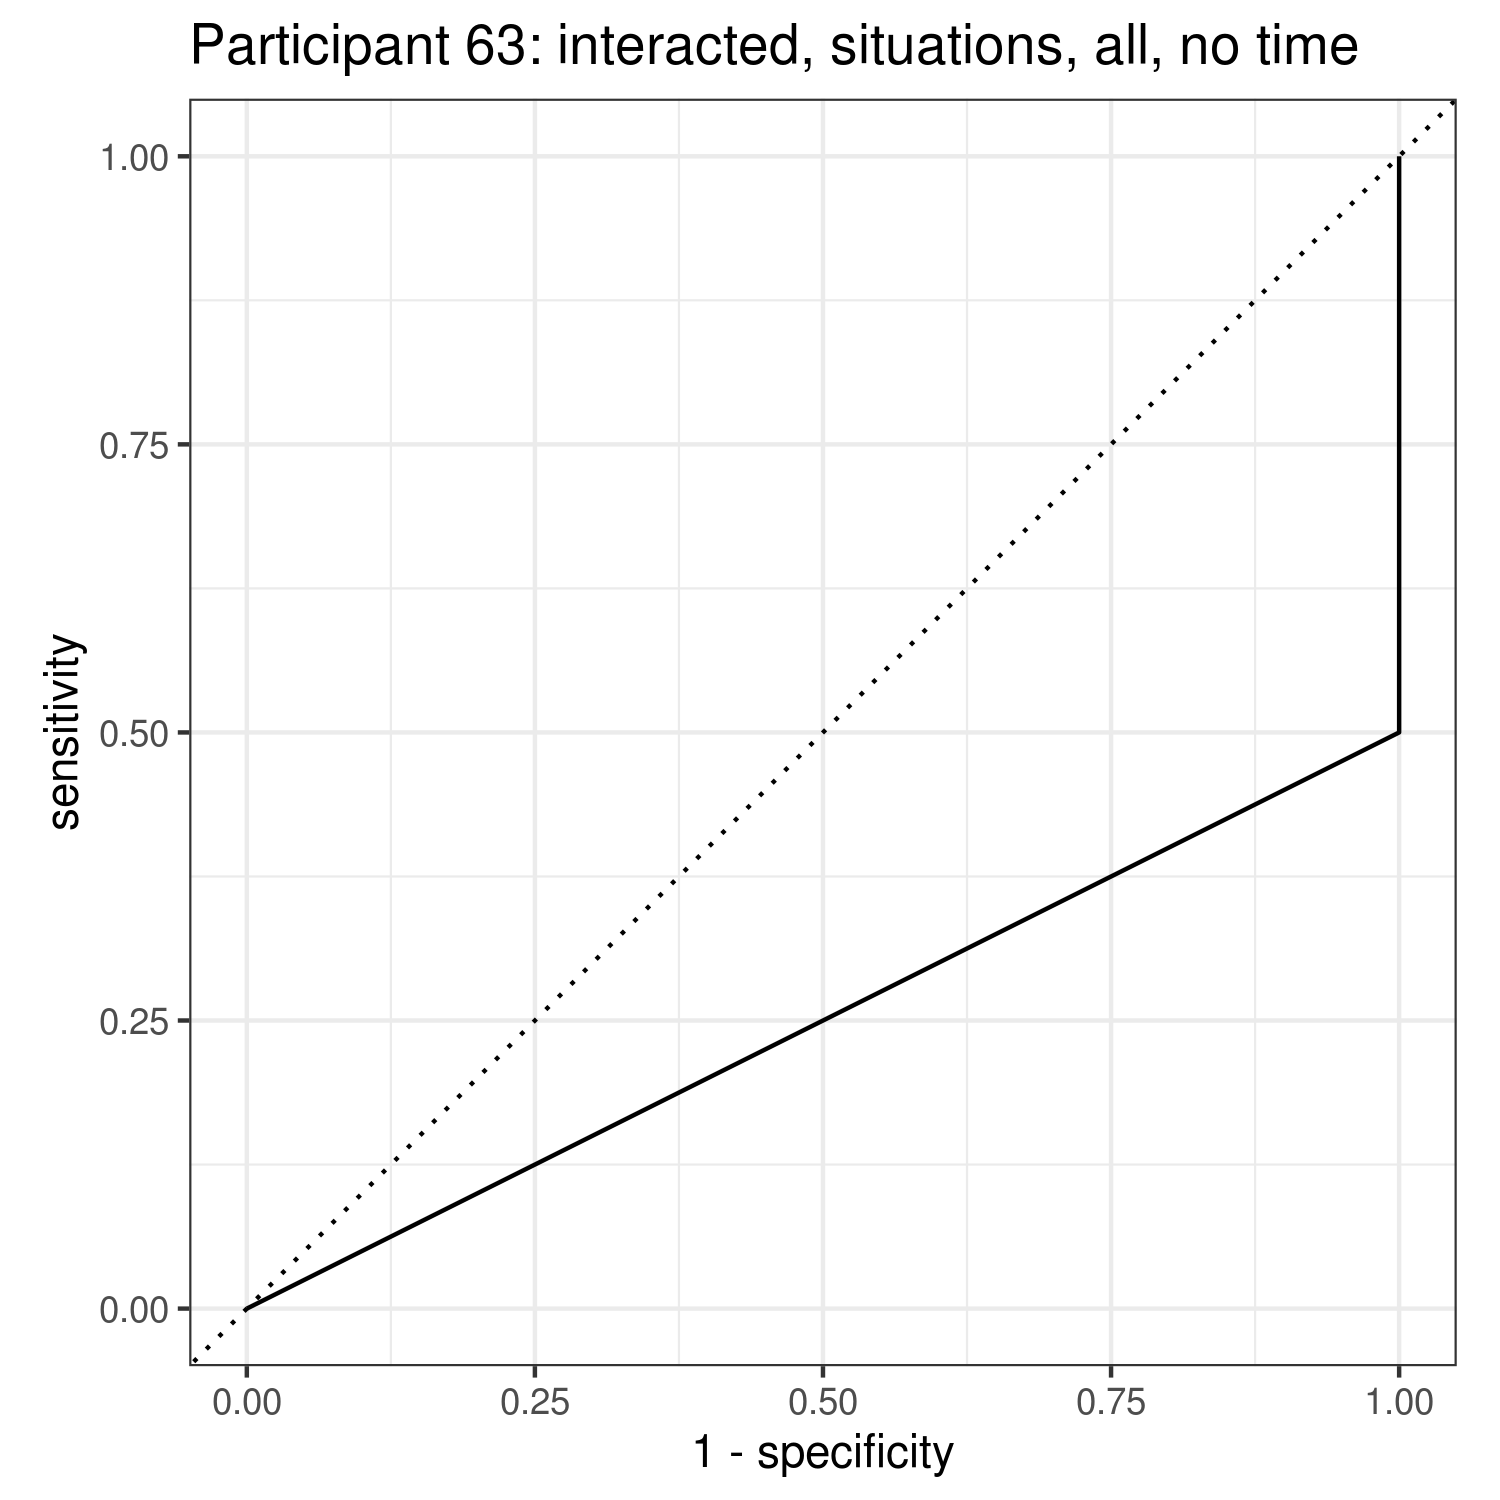 Participant 63: interacted, situations, all, no time
1.00
0.75
0.50
0.25
0.00
sensitivity
0.00 0.25 0.50 0.75 1.00
1 - specificity